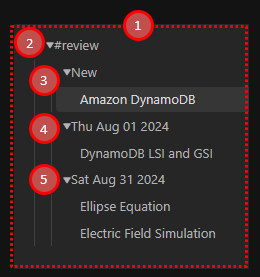 1
2 #review
3 New
Amazon DynamoDB
4 Thu Aug 01 2024
DynamoDB LSI and GSI
5 Sat Aug 31 2024
Ellipse Equation
Electric Field Simulation